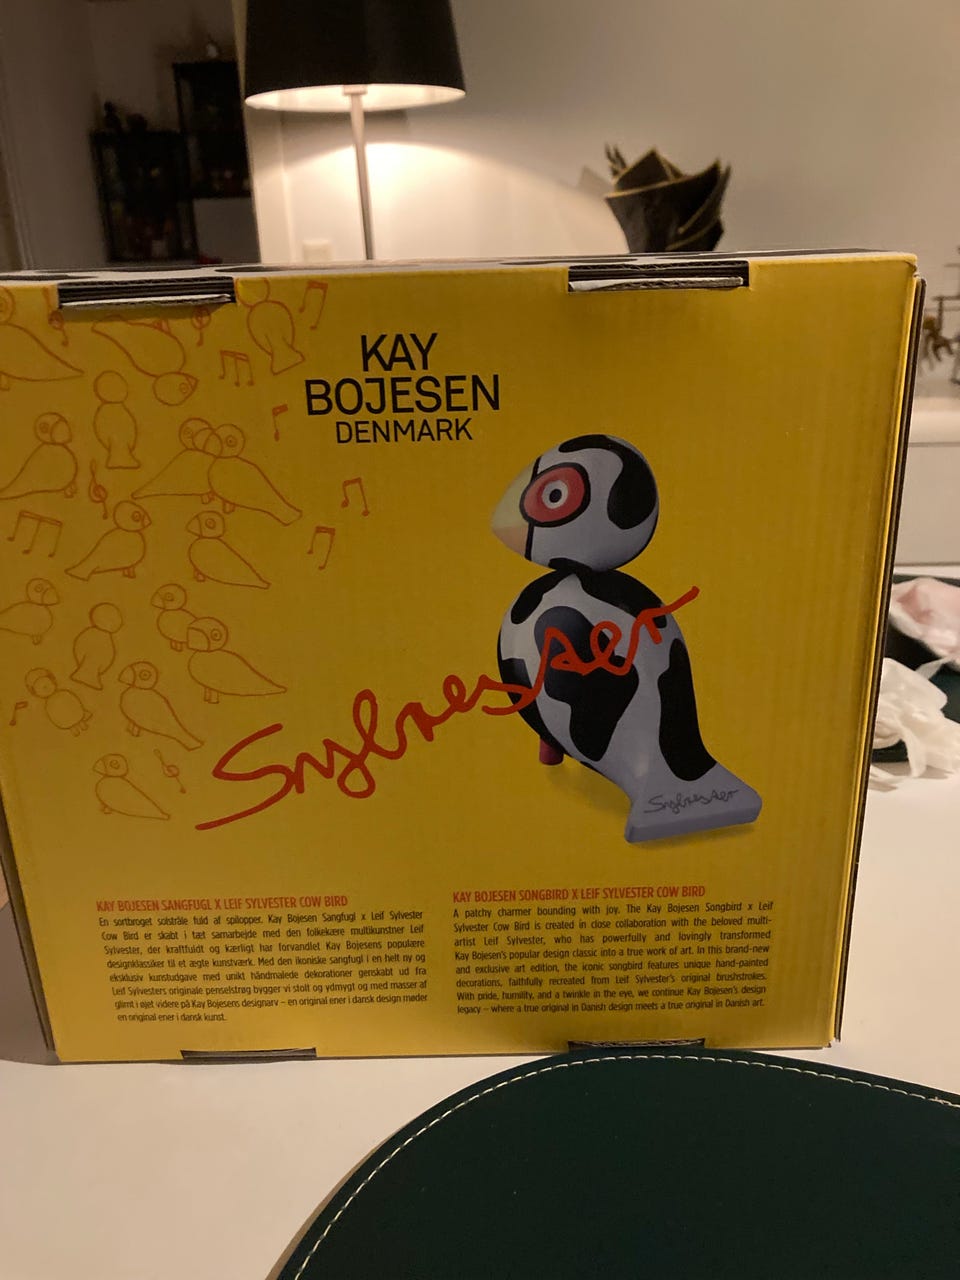 KAY
BOJESEN
DENMARK
Sylvester
Sylvester
KAY BOJESEN SANGFUGL X LEIF SYLVESTER COW BIRD
En sortbroget solstråle fuld af spilopper. Kay Bojesen Sangfugl x Leif Sylvester
Cow Bird er skabt i tæt samarbejde med den folkekære multikunstner Leif
Sylvester, der kraftfuldt og kærligt har forvandlet Kay Bojesens populære
designklassiker til et ægte kunstværk. Med den ikoniske sangfugl i en helt ny og
eksklusiv kunstudgave med unikt håndmalede dekorationer genskabt ud fra
Leif Sylvesters originale penselstrøg bygger vi stolt og ydmygt og med masser af
glimt i øjet videre på Kay Bojesens designarv – en original ener i dansk design møder
en original ener i dansk kunst.
KAY BOJESEN SONGBIRD X LEIF SYLVESTER COW BIRD
A patchy charmer bounding with joy. The Kay Bojesen Songbird x Leif
Sylvester Cow Bird is created in close collaboration with the beloved multi-
artist Leif Sylvester, who has powerfully and lovingly transformed
Kay Bojesen's popular design classic into a true work of art. In this brand-new
and exclusive art edition, the iconic songbird features unique hand-painted
decorations, faithfully recreated from Leif Sylvester's original brushstrokes.
With pride, humility, and a twinkle in the eye, we continue Kay Bojesen's design
legacy – where a true original in Danish design meets a true original in Danish art.